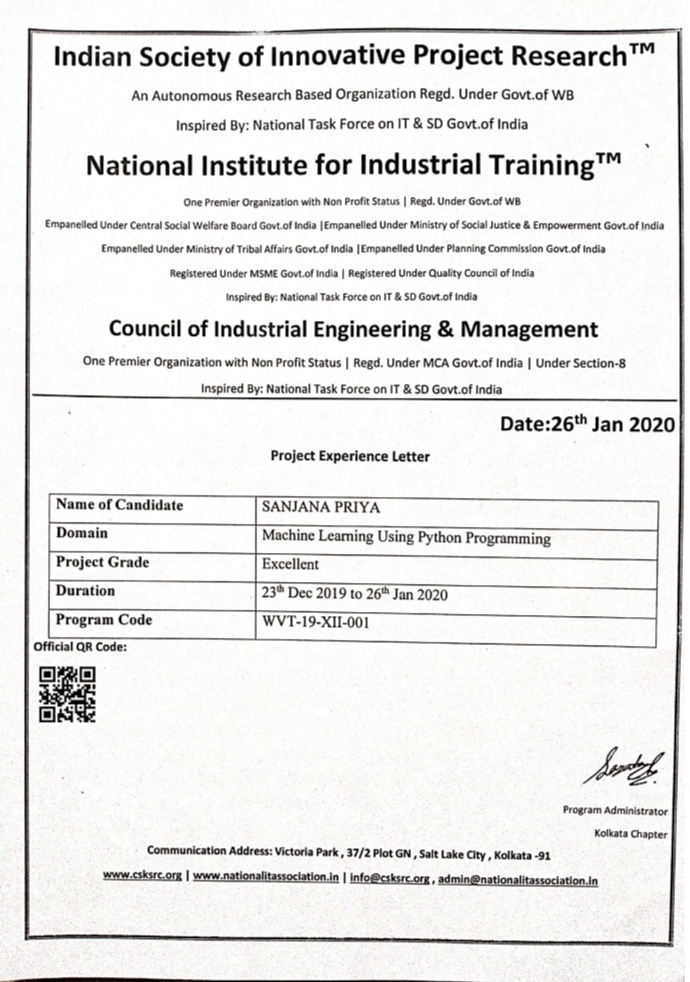 Indian Society of Innovative Project Research™
An Autonomous Research Based Organization Regd. Under Govt.of WB
Inspired By: National Task Force on IT & SD Govt.of India
National Institute for Industrial Training™
One Premier Organization with Non Profit Status | Regd. Under Govt.of WB
Empanelled Under Central Social Welfare Board Govt.of India |Empanelled Under Ministry of Social Justice & Empowerment Govt.of India
Empanelled Under Ministry of Tribal Affairs Govt.of India |Empanelled Under Planning Commission Govt.of India
Registered Under MSME Govt.of India | Registered Under Quality Council of India
Inspired By: National Task Force on IT & SD Govt.of India
Council of Industrial Engineering & Management
One Premier Organization with Non Profit Status | Regd. Under MCA Govt.of India | Under Section-8
Inspired By: National Task Force on IT & SD Govt.of India
Date:26th Jan 2020
Project Experience Letter
Name of Candidate SANJANA PRIYA
Domain Machine Learning Using Python Programming
Project Grade Excellent
Duration 23th Dec 2019 to 26th Jan 2020
Program Code WVT-19-XII-001
Official QR Code:
Program Administrator
Kolkata Chapter
Communication Address: Victoria Park , 37/2 Plot GN , Salt Lake City , Kolkata -91
www.csksrc.org | www.nationalitassociation.in | info@csksrc.org , admin@nationalitassociation.in